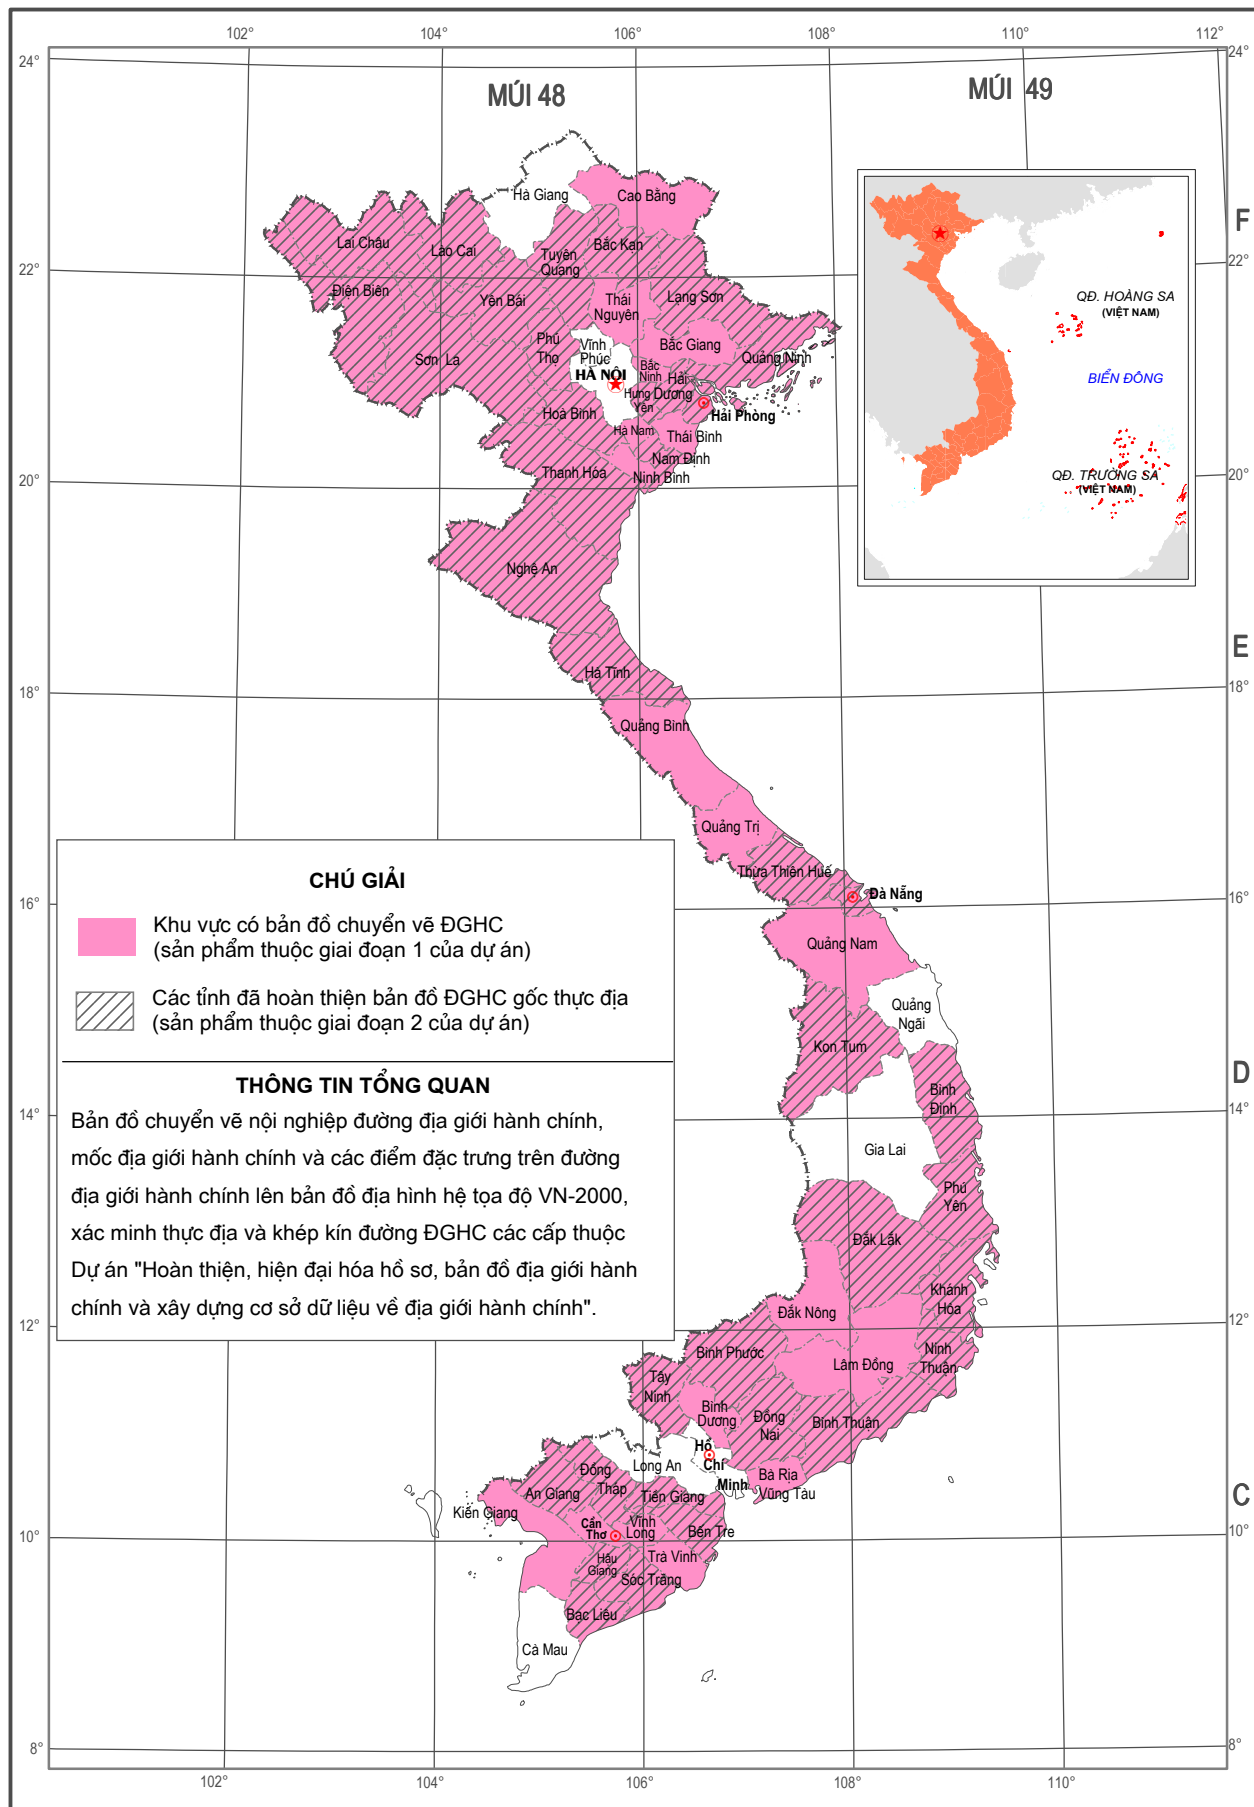 102°
104°
106°
108°
110°
112°
24°
24°
MÚI 48
MÚI 49
Hà Giang
Cao Bằng
F
Lai Châu
Lào Cai
Bắc Kạn
Tuyên
Quang
22°
22°
Điện Biên
Yên Bái
Thái
Nguyên
Lạng Sơn
QĐ. HOÀNG SA
(VIỆT NAM)
Phú
Thọ
Vĩnh
Phúc
Bắc Giang
Sơn La
Quảng Ninh
HÀ NỘI
Bắc
Ninh
Hải
Dương
BIỂN ĐÔNG
Hưng
Yên
Hoà Bình
Hải Phòng
Hà Nam
Thái Bình
Nam Định
Thanh Hóa
Ninh Bình
QĐ. TRƯỜNG SA
(VIỆT NAM)
20°
20°
Nghệ An
E
Hà Tĩnh
18°
18°
Quảng Bình
Quảng Trị
Thừa Thiên Huế
Đà Nẵng
16°
16°
CHÚ GIẢI
Khu vực có bản đồ chuyển vẽ ĐGHC
(sản phẩm thuộc giai đoạn 1 của dự án)
Các tỉnh đã hoàn thiện bản đồ ĐGHC gốc thực địa
(sản phẩm thuộc giai đoạn 2 của dự án)
THÔNG TIN TỔNG QUAN
Bản đồ chuyển vẽ nội nghiệp đường địa giới hành chính,
mốc địa giới hành chính và các điểm đặc trưng trên đường
địa giới hành chính lên bản đồ địa hình hệ tọa độ VN-2000,
xác minh thực địa và khép kín đường ĐGHC các cấp thuộc
Dự án "Hoàn thiện, hiện đại hóa hồ sơ, bản đồ địa giới hành
chính và xây dựng cơ sở dữ liệu về địa giới hành chính".
Quảng Nam
Quảng
Ngãi
Kon Tum
D
Bình
Định
14°
14°
Gia Lai
Phú
Yên
Đắk Lắk
Khánh
Hòa
Đắk Nông
12°
12°
Bình Phước
Lâm Đồng
Ninh
Thuận
Tây
Ninh
Bình
Dương
Đồng
Nai
Bình Thuận
Hồ
Chí
Minh
Long An
Bà Rịa
Vũng Tàu
Đồng
Tháp
An Giang
Tiền Giang
C
Kiên Giang
Cần
Thơ
Vĩnh
Long
Bến Tre
10°
10°
Hậu
Giang
Trà Vinh
Sóc Trăng
Bạc Liêu
Cà Mau
8°
8°
102°
104°
106°
108°
110°